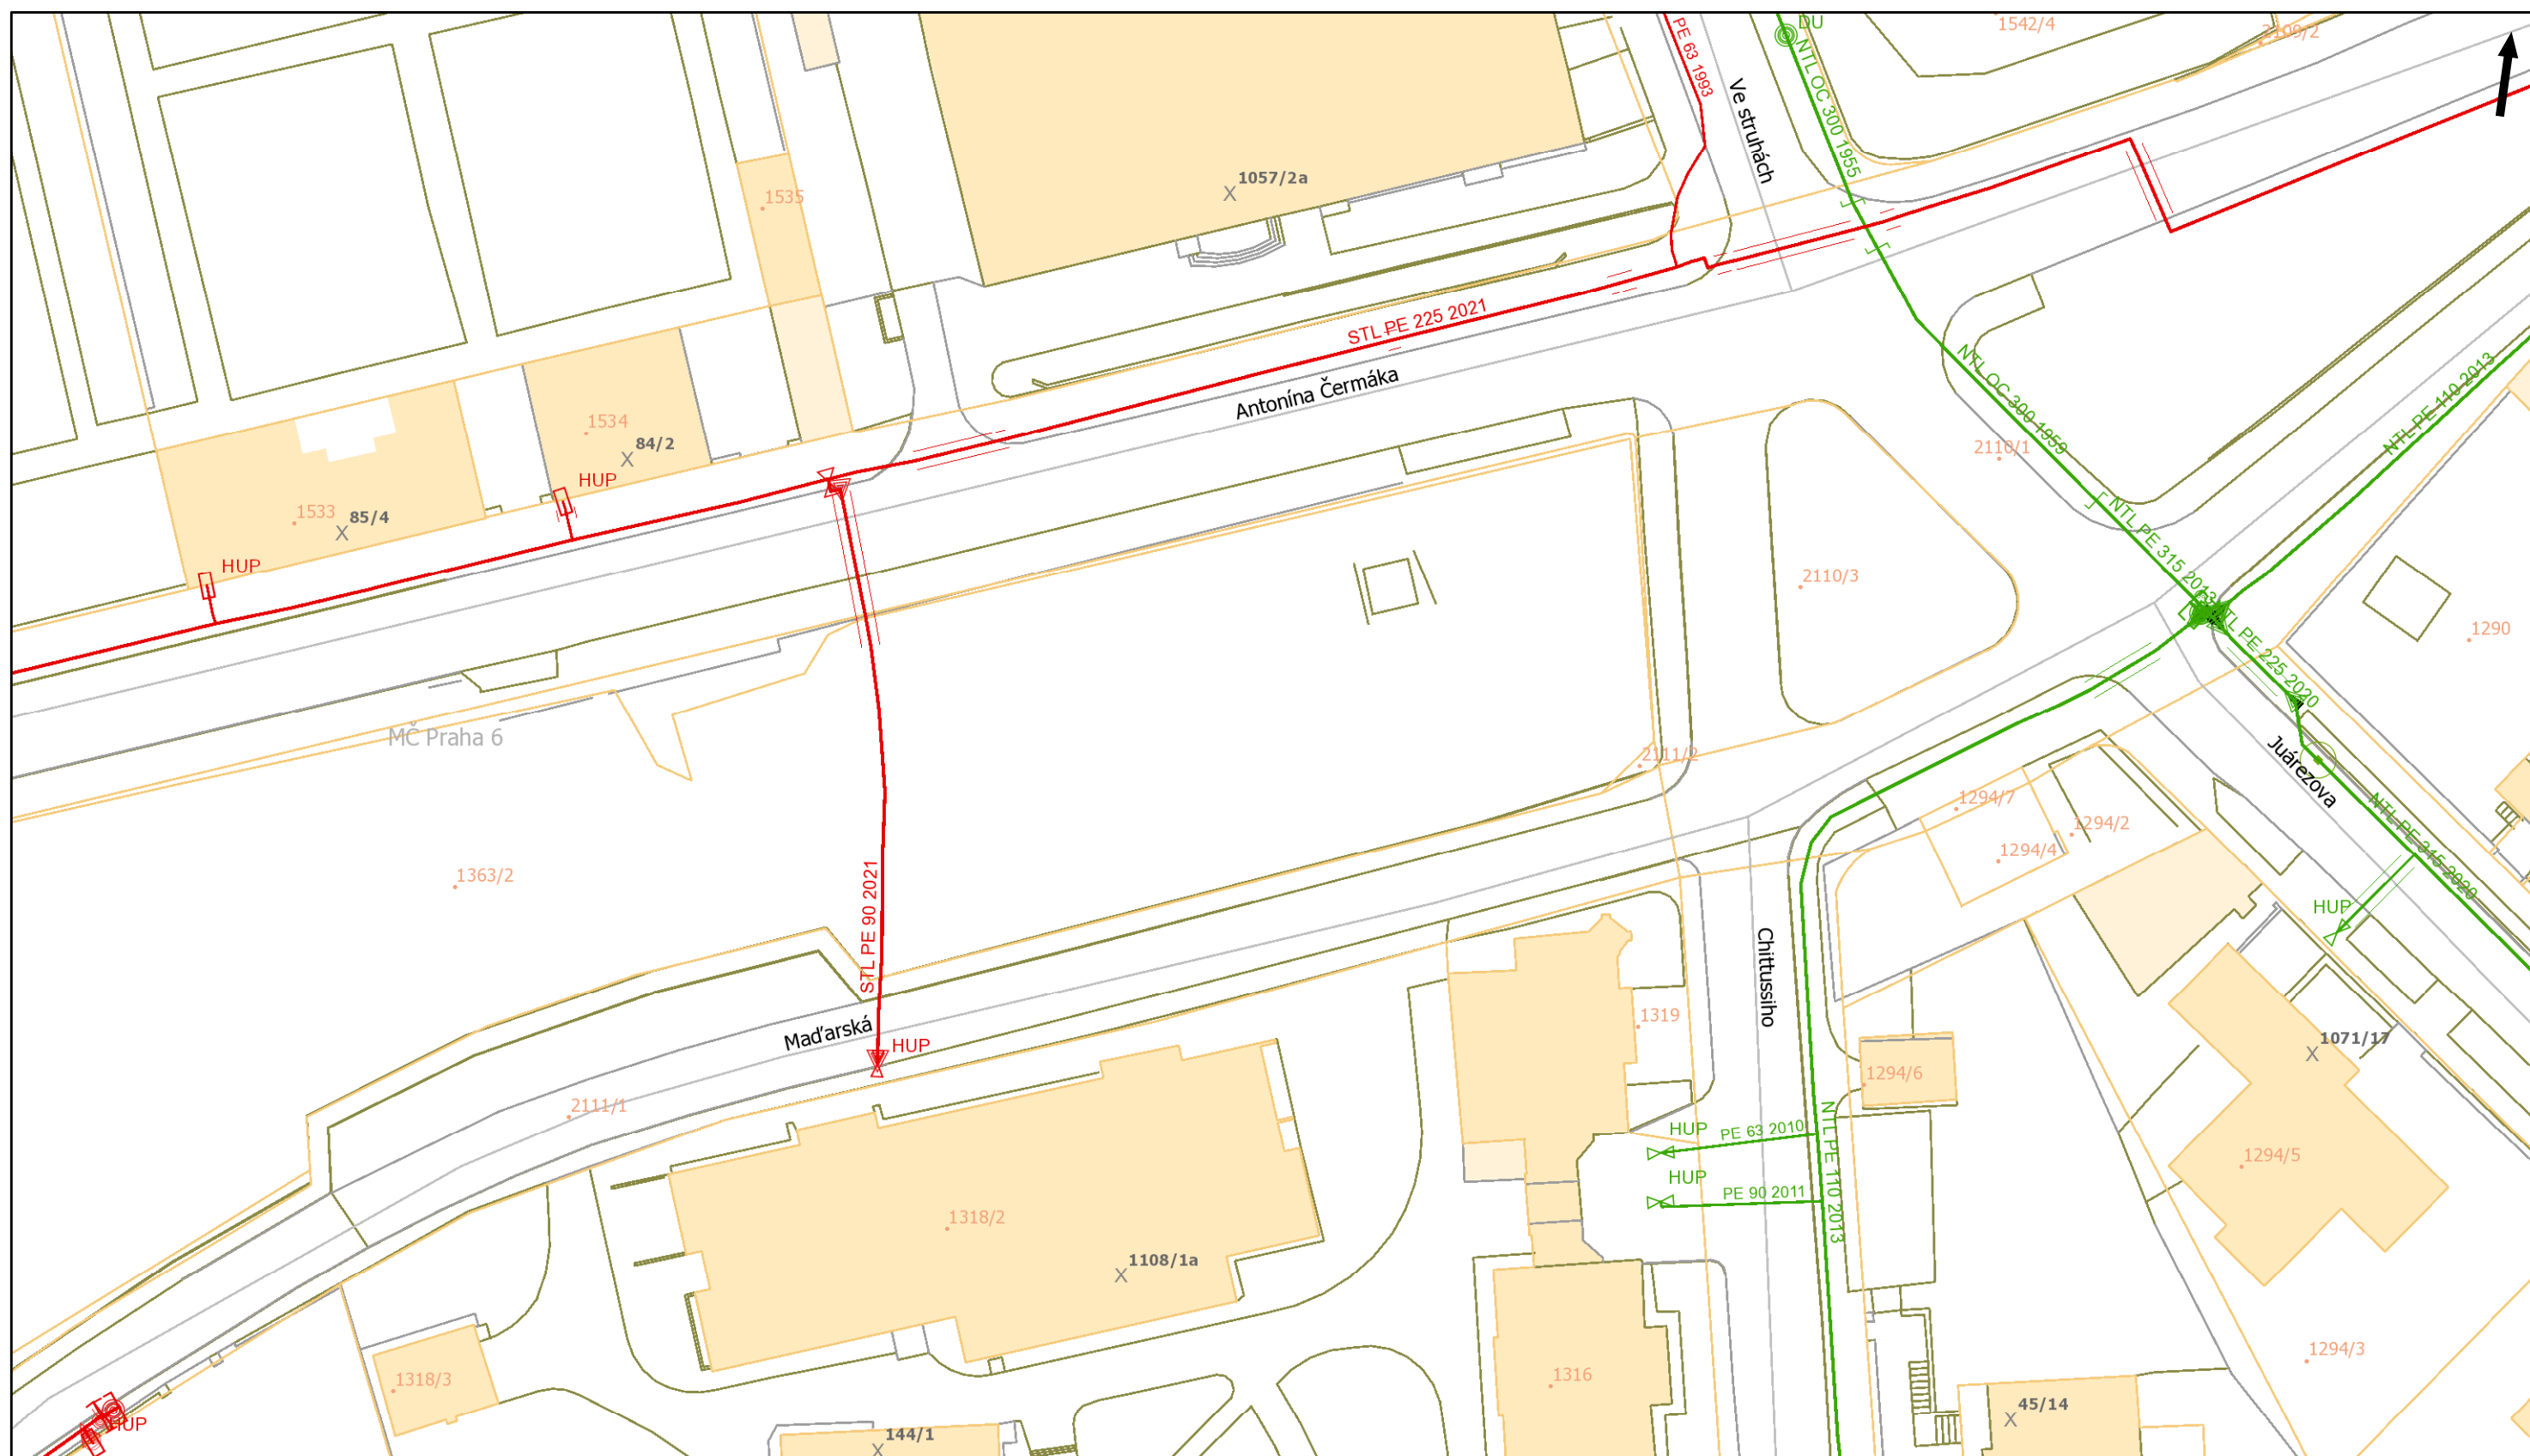 DU
1542/4
2109/2
PE 63 1993
NTL OC 300 1955
Ve struhách
1057/2a
1535
STL PE 225 2021
Antonína Čermáka
NTL OC 300 1959
NTL PE 110 2013
2110/1
1534
84/2
HUP
1533
85/4
HUP
NTL PE 315 2013
2110/3
NTL PE 225 2020
1290
MČ Praha 6
2111/2
Juárezova
1294/7
1294/2
1294/4
NTL PE 315 2020
1363/2
STL PE 90 2021
HUP
Chittussiho
1319
Maďarská
HUP
1071/17
1294/6
2111/1
HUP
PE 63 2010
NTL PE 110 2013
1294/5
HUP
PE 90 2011
1318/2
1108/1a
1294/3
1318/3
1316
45/14
HUP
144/1